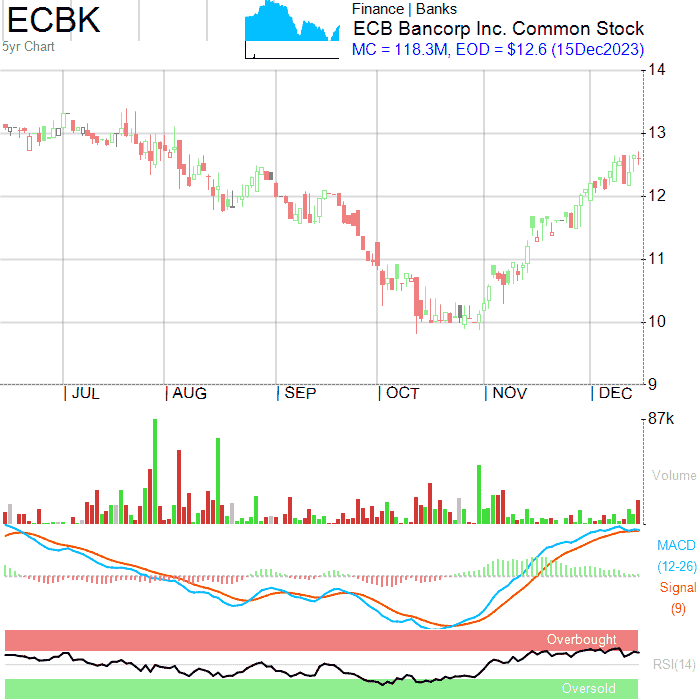 ECBK
5yr Chart
Finance | Banks
ECB Bancorp Inc. Common Stock
MC = 118.3M, EOD = $12.6 (15Dec2023)
14
13
12
11
10
9
JUL AUG SEP OCT NOV DEC
87k
Volume
MACD
(12-26)
Signal
(9)
Overbought
RSI(14)
Oversold